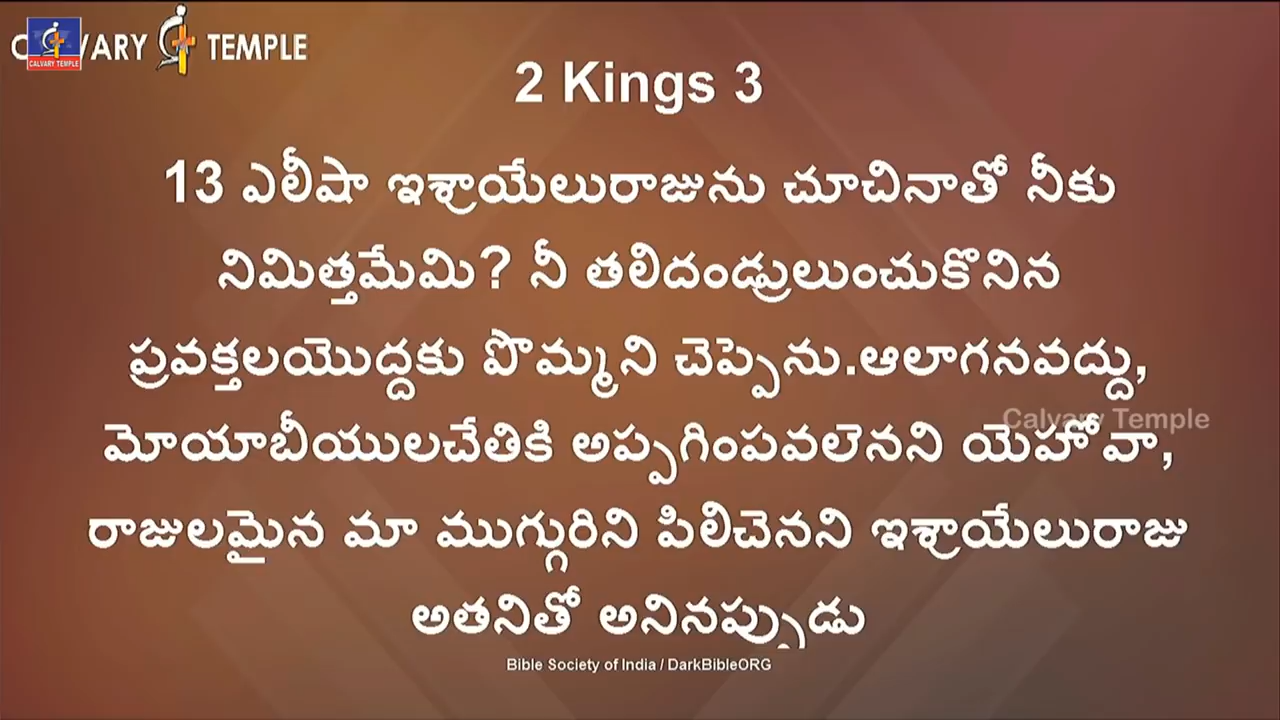 CALVARY TEMPLE
CALVARY TEMPLE
2 Kings 3
13 ఎలీషా ఇశ్రాయేలురాజును చూచినాతో నీకు
నిమిత్తమేమి? నీ తలిదండ్రులుంచుకొనిన
ప్రవక్తలయొద్దకు పొమ్మని చెప్పెను.ఆలాగనవద్దు,
Calvary Temple
మోయాబీయులచేతికి అప్పగింపవలెనని యెహోవా,
రాజులమైన మా ముగ్గురిని పిలిచెనని ఇశ్రాయేలురాజు
అతనితో అనినప్పుడు
Bible Society of India / DarkBibleORG